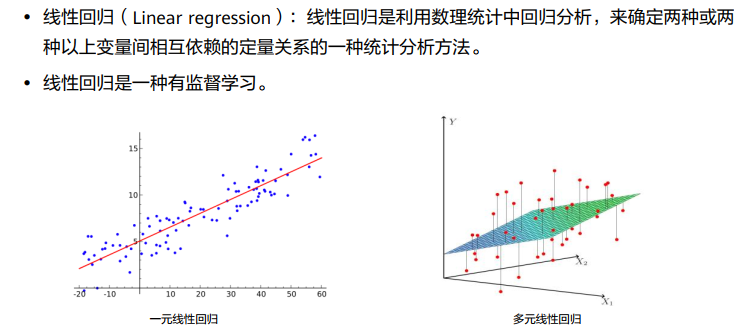 • 线性回归（Linear regression）：线性回归是利用数理统计中回归分析，来确定两种或两
种以上变量间相互依赖的定量关系的一种统计分析方法。
• 线性回归是一种有监督学习。
15
10
5
-20 -10 10 20 30 40 50 60
一元线性回归
Y
X₂
X₁
多元线性回归